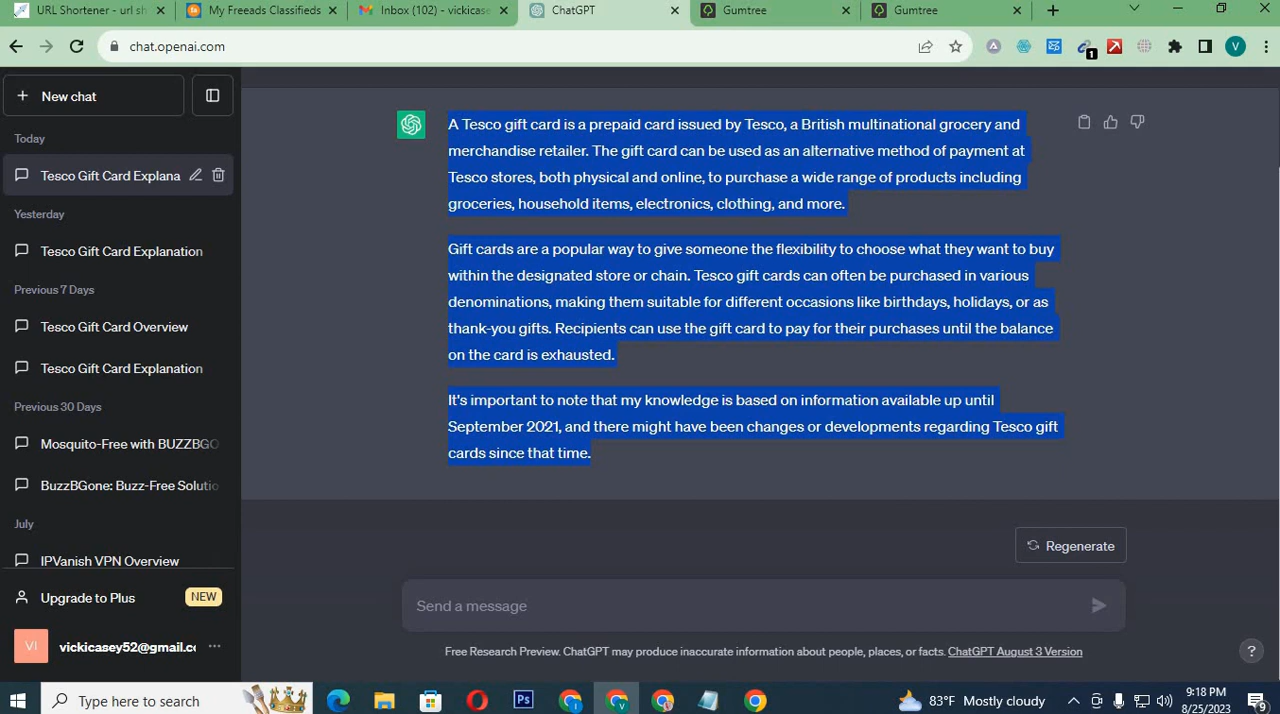 URL Shortener - url sh
My Freeads Classifieds
Inbox (102) - vickicase
ChatGPT
Gumtree
Gumtree
chat.openai.com
1
V
New chat
Today
Tesco Gift Card Explana
Yesterday
Tesco Gift Card Explanation
Previous 7 Days
Tesco Gift Card Overview
Tesco Gift Card Explanation
Previous 30 Days
Mosquito-Free with BUZZBGO
BuzzBGone: Buzz-Free Solutio
July
IPVanish VPN Overview
Upgrade to Plus
NEW
VI
vickicasey52@gmail.co
A Tesco gift card is a prepaid card issued by Tesco, a British multinational grocery and
merchandise retailer. The gift card can be used as an alternative method of payment at
Tesco stores, both physical and online, to purchase a wide range of products including
groceries, household items, electronics, clothing, and more.
Gift cards are a popular way to give someone the flexibility to choose what they want to buy
within the designated store or chain. Tesco gift cards can often be purchased in various
denominations, making them suitable for different occasions like birthdays, holidays, or as
thank-you gifts. Recipients can use the gift card to pay for their purchases until the balance
on the card is exhausted.
It's important to note that my knowledge is based on information available up until
September 2021, and there might have been changes or developments regarding Tesco gift
cards since that time.
Regenerate
Send a message
Free Research Preview. ChatGPT may produce inaccurate information about people, places, or facts. ChatGPT August 3 Version
?
Type here to search
Ps
83°F Mostly cloudy
9:18 PM
8/25/2023
9